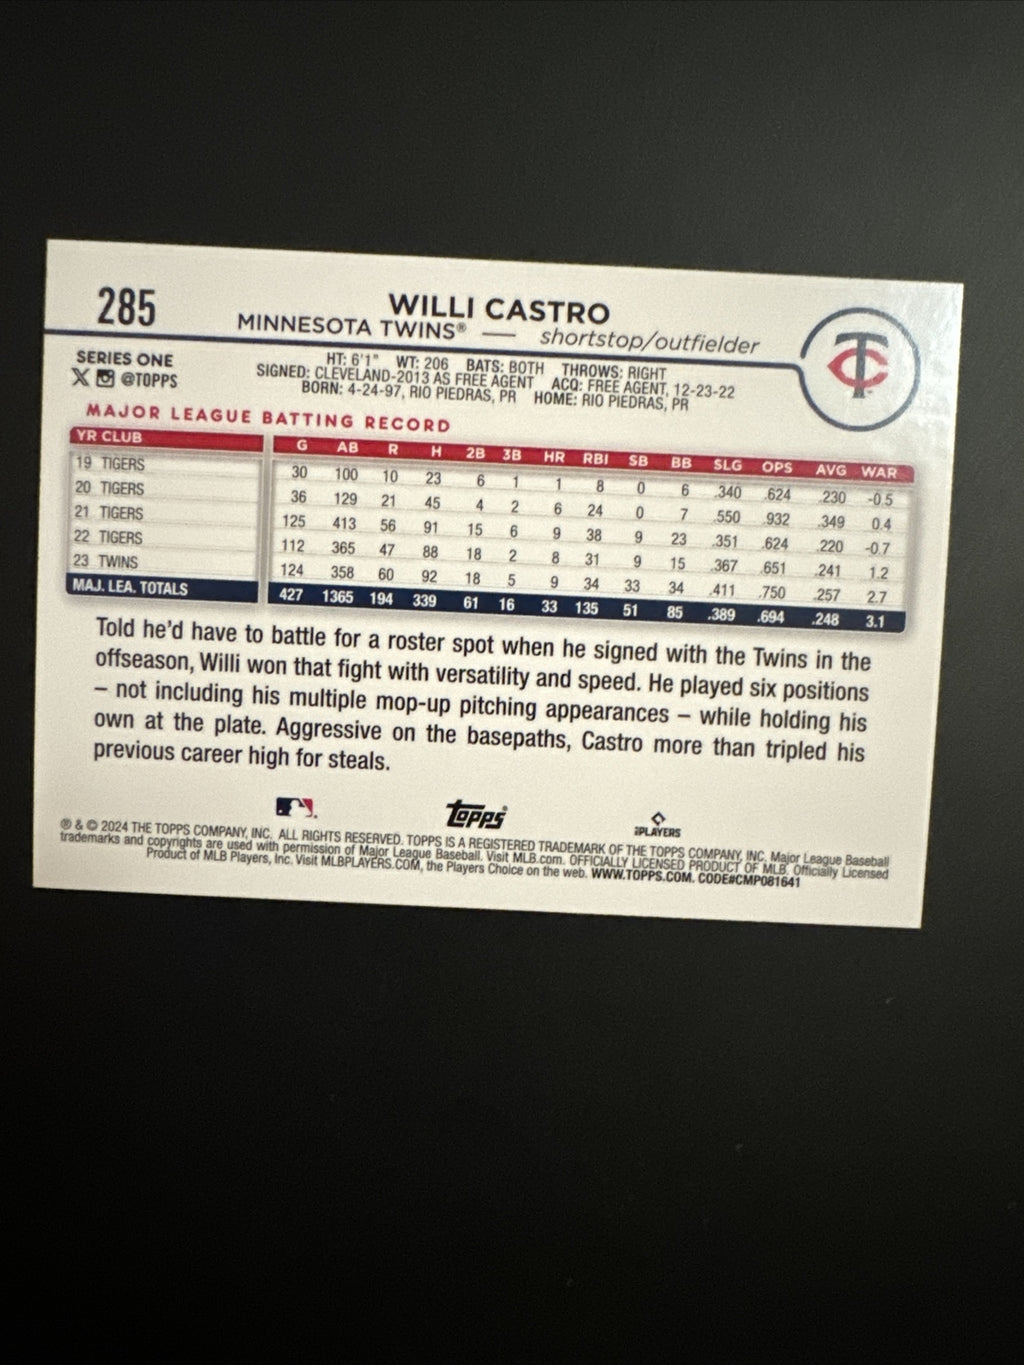 285
WILLI CASTRO
MINNESOTA TWINS® — shortstop/outfielder
TC
SERIES ONE
X @TOPPS
HT: 6'1" WT: 206 BATS: BOTH THROWS: RIGHT
SIGNED: CLEVELAND-2013 AS FREE AGENT ACQ: FREE AGENT, 12-23-22
BORN: 4-24-97, RIO PIEDRAS, PR HOME: RIO PIEDRAS, PR
MAJOR LEAGUE BATTING RECORD
YR CLUB G AB R H 2B 3B HR RBI SB BB SLG OPS AVG WAR
19 TIGERS 30 100 10 23 6 1 1 8 0 6 .340 .624 .230 -0.5
20 TIGERS 36 129 21 45 4 2 6 24 0 7 .550 .932 .349 0.4
21 TIGERS 125 413 56 91 15 6 9 38 9 23 .351 .624 .220 -0.7
22 TIGERS 112 365 47 88 18 2 8 31 9 15 .367 .651 .241 1.2
23 TWINS 124 358 60 92 18 5 9 34 33 34 .411 .750 .257 2.7
MAJ. LEA. TOTALS 427 1365 194 339 61 16 33 135 51 85 .389 .694 .248 3.1
Told he'd have to battle for a roster spot when he signed with the Twins in the
offseason, Willi won that fight with versatility and speed. He played six positions
– not including his multiple mop-up pitching appearances – while holding his
own at the plate. Aggressive on the basepaths, Castro more than tripled his
previous career high for steals.
Topps
PLAYERS
® & © 2024 THE TOPPS COMPANY, INC. ALL RIGHTS RESERVED. TOPPS IS A REGISTERED TRADEMARK OF THE TOPPS COMPANY, INC. Major League Baseball
trademarks and copyrights are used with permission of Major League Baseball. Visit MLB.com. OFFICIALLY LICENSED PRODUCT OF MLB. Officially Licensed
Product of MLB Players, Inc. Visit MLBPLAYERS.COM, the Players Choice on the web. WWW.TOPPS.COM. CODE#CMP081641